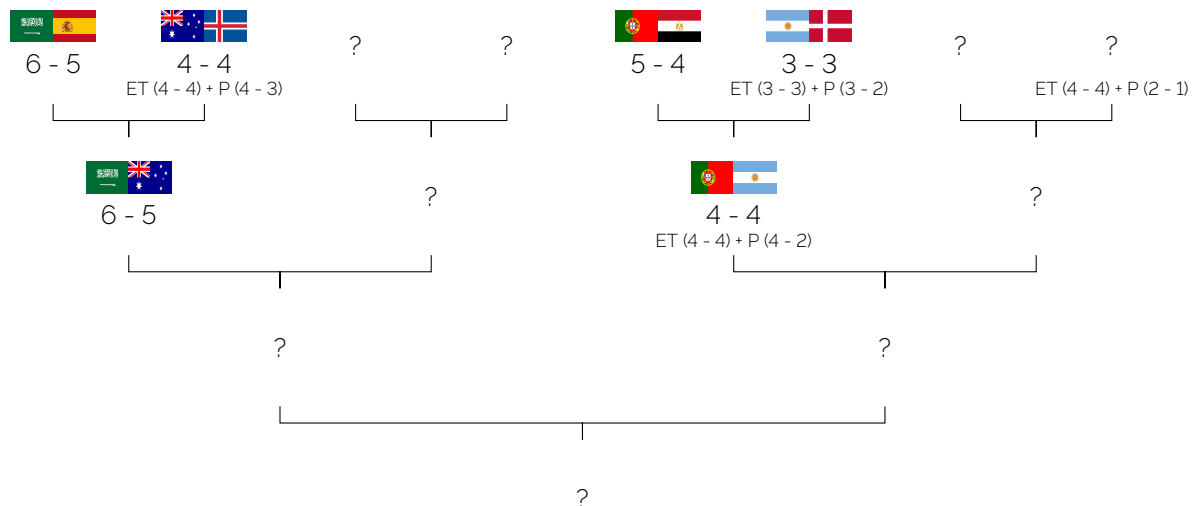 ? ? ? ?
6 - 5 4 - 4 5 - 4 3 - 3
ET (4 - 4) + P (4 - 3) ET (3 - 3) + P (3 - 2) ET (4 - 4) + P (2 - 1)
? ?
6 - 5 4 - 4
ET (4 - 4) + P (4 - 2)
? ?
?